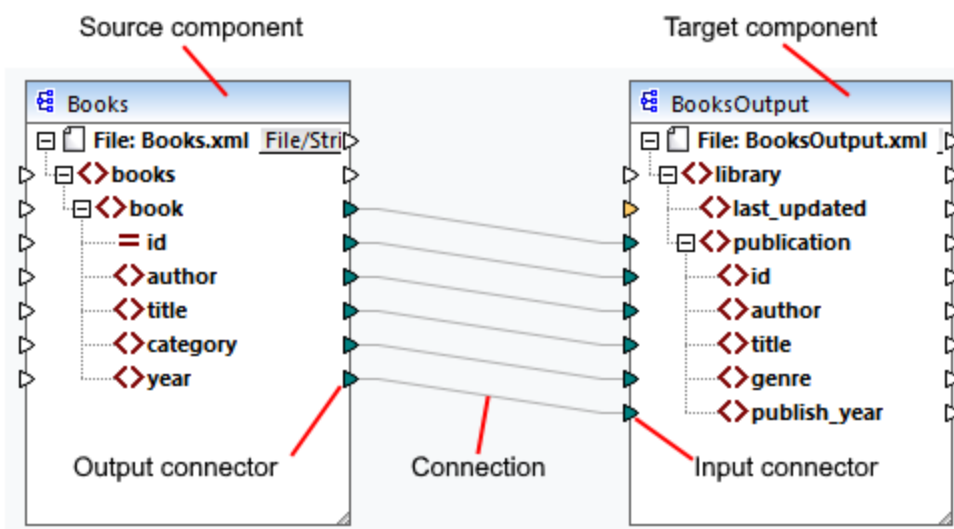 Source component
Target component
Books
File: Books.xml File/Stri
books
book
id
author
title
category
year
BooksOutput
File: BooksOutput.xml
library
last_updated
publication
id
author
title
genre
publish_year
Output connector
Connection
Input connector